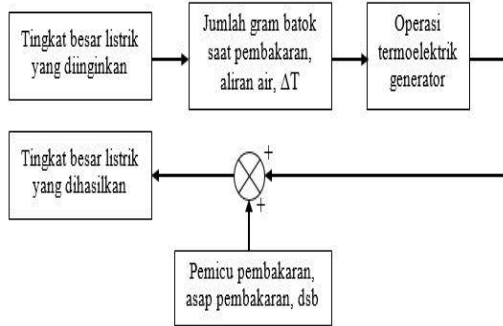 Tingkat besar listrik
yang diinginkan
Jumlah gram batok
saat pembakaran,
aliran air, ΔT
Operasi
termoelektrik
generator
Tingkat besar listrik
yang dihasilkan
+
+
Pemicu pembakaran,
asap pembakaran, dsb